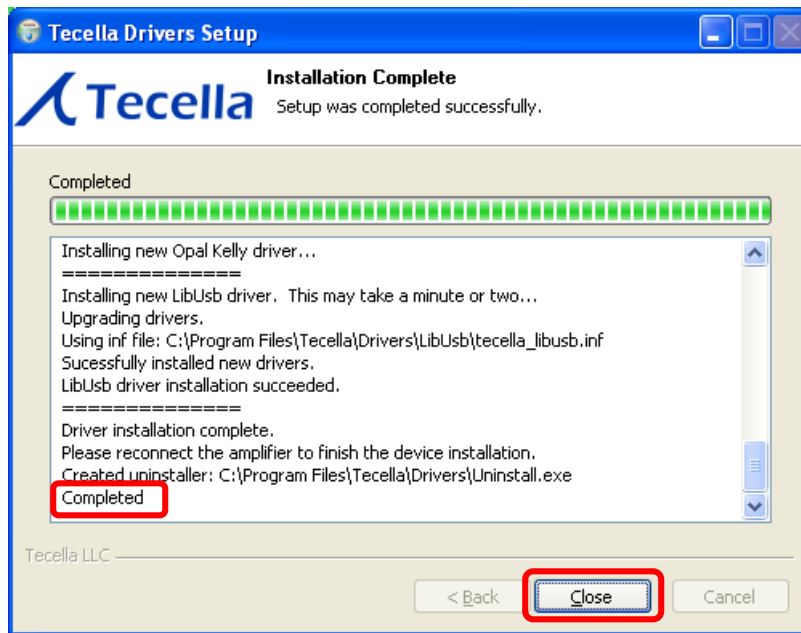 Tecella Drivers Setup
Tecella
Installation Complete
Setup was completed successfully.
Completed
Installing new Opal Kelly driver...
==============
Installing new LibUsb driver.  This may take a minute or two...
Upgrading drivers.
Using inf file: C:\Program Files\Tecella\Drivers\LibUsb\tecella_libusb.inf
Sucessfully installed new drivers.
LibUsb driver installation succeeded.
==============
Driver installation complete.
Please reconnect the amplifier to finish the device installation.
Created uninstaller: C:\Program Files\Tecella\Drivers\Uninstall.exe
Completed
Tecella LLC
< Back Close Cancel